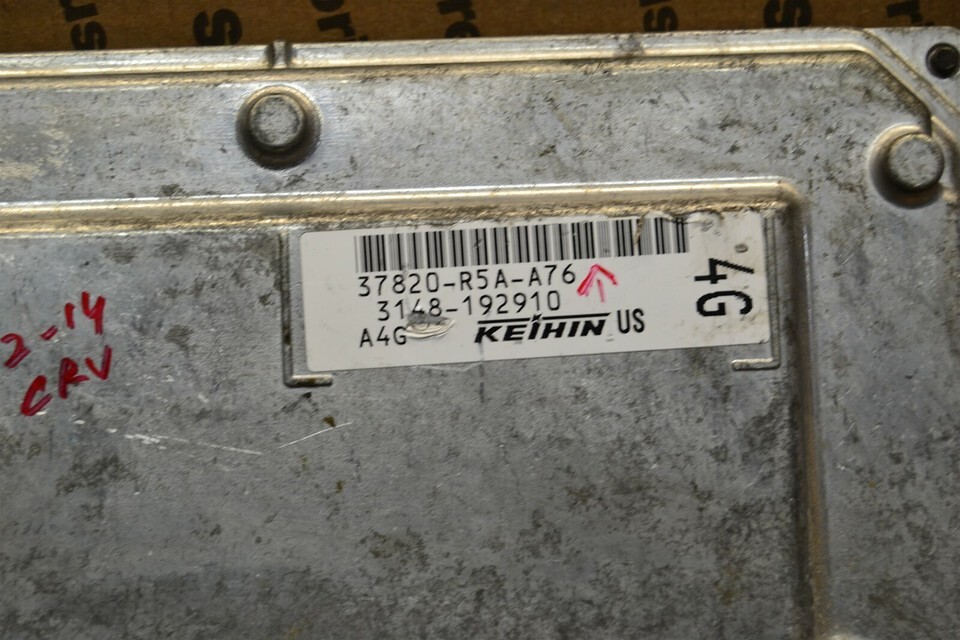 37820-R5A-A76
3148-192910
A4G
KEIHIN US
4G
2-14
CRV